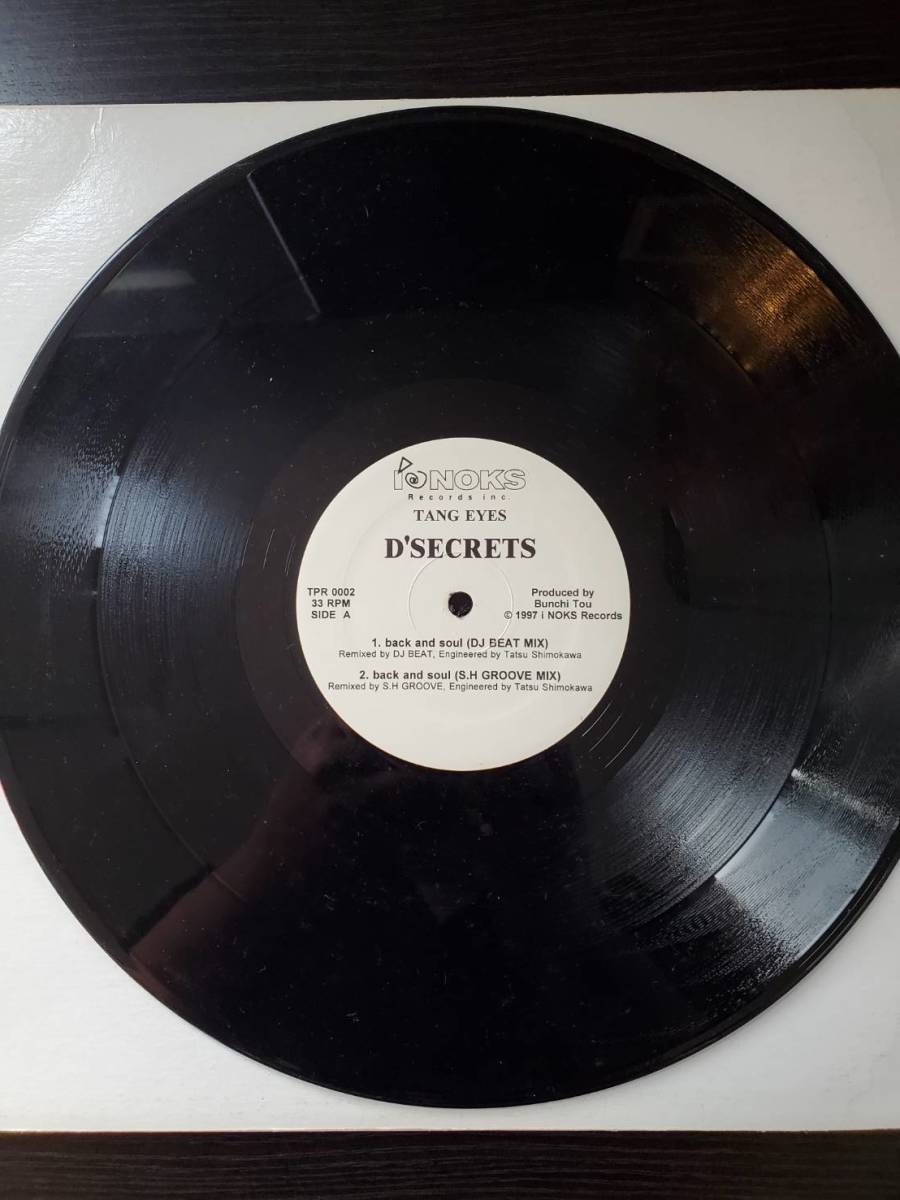 i@NOKS
Records inc.
TANG EYES
D'SECRETS
TPR 0002
33 RPM
SIDE A
Produced by
Bunchi Tou
© 1997 i NOKS Records
1. back and soul (DJ BEAT MIX)
Remixed by DJ BEAT, Engineered by Tatsu Shimokawa
2. back and soul (S.H GROOVE MIX)
Remixed by S.H GROOVE, Engineered by Tatsu Shimokawa